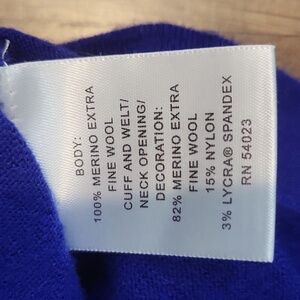 BODY:
100% MERINO EXTRA
FINE WOOL
CUFF AND WELT/
NECK OPENING/
DECORATION:
82% MERINO EXTRA
FINE WOOL
15% NYLON
3% LYCRA® SPANDEX
RN 54023